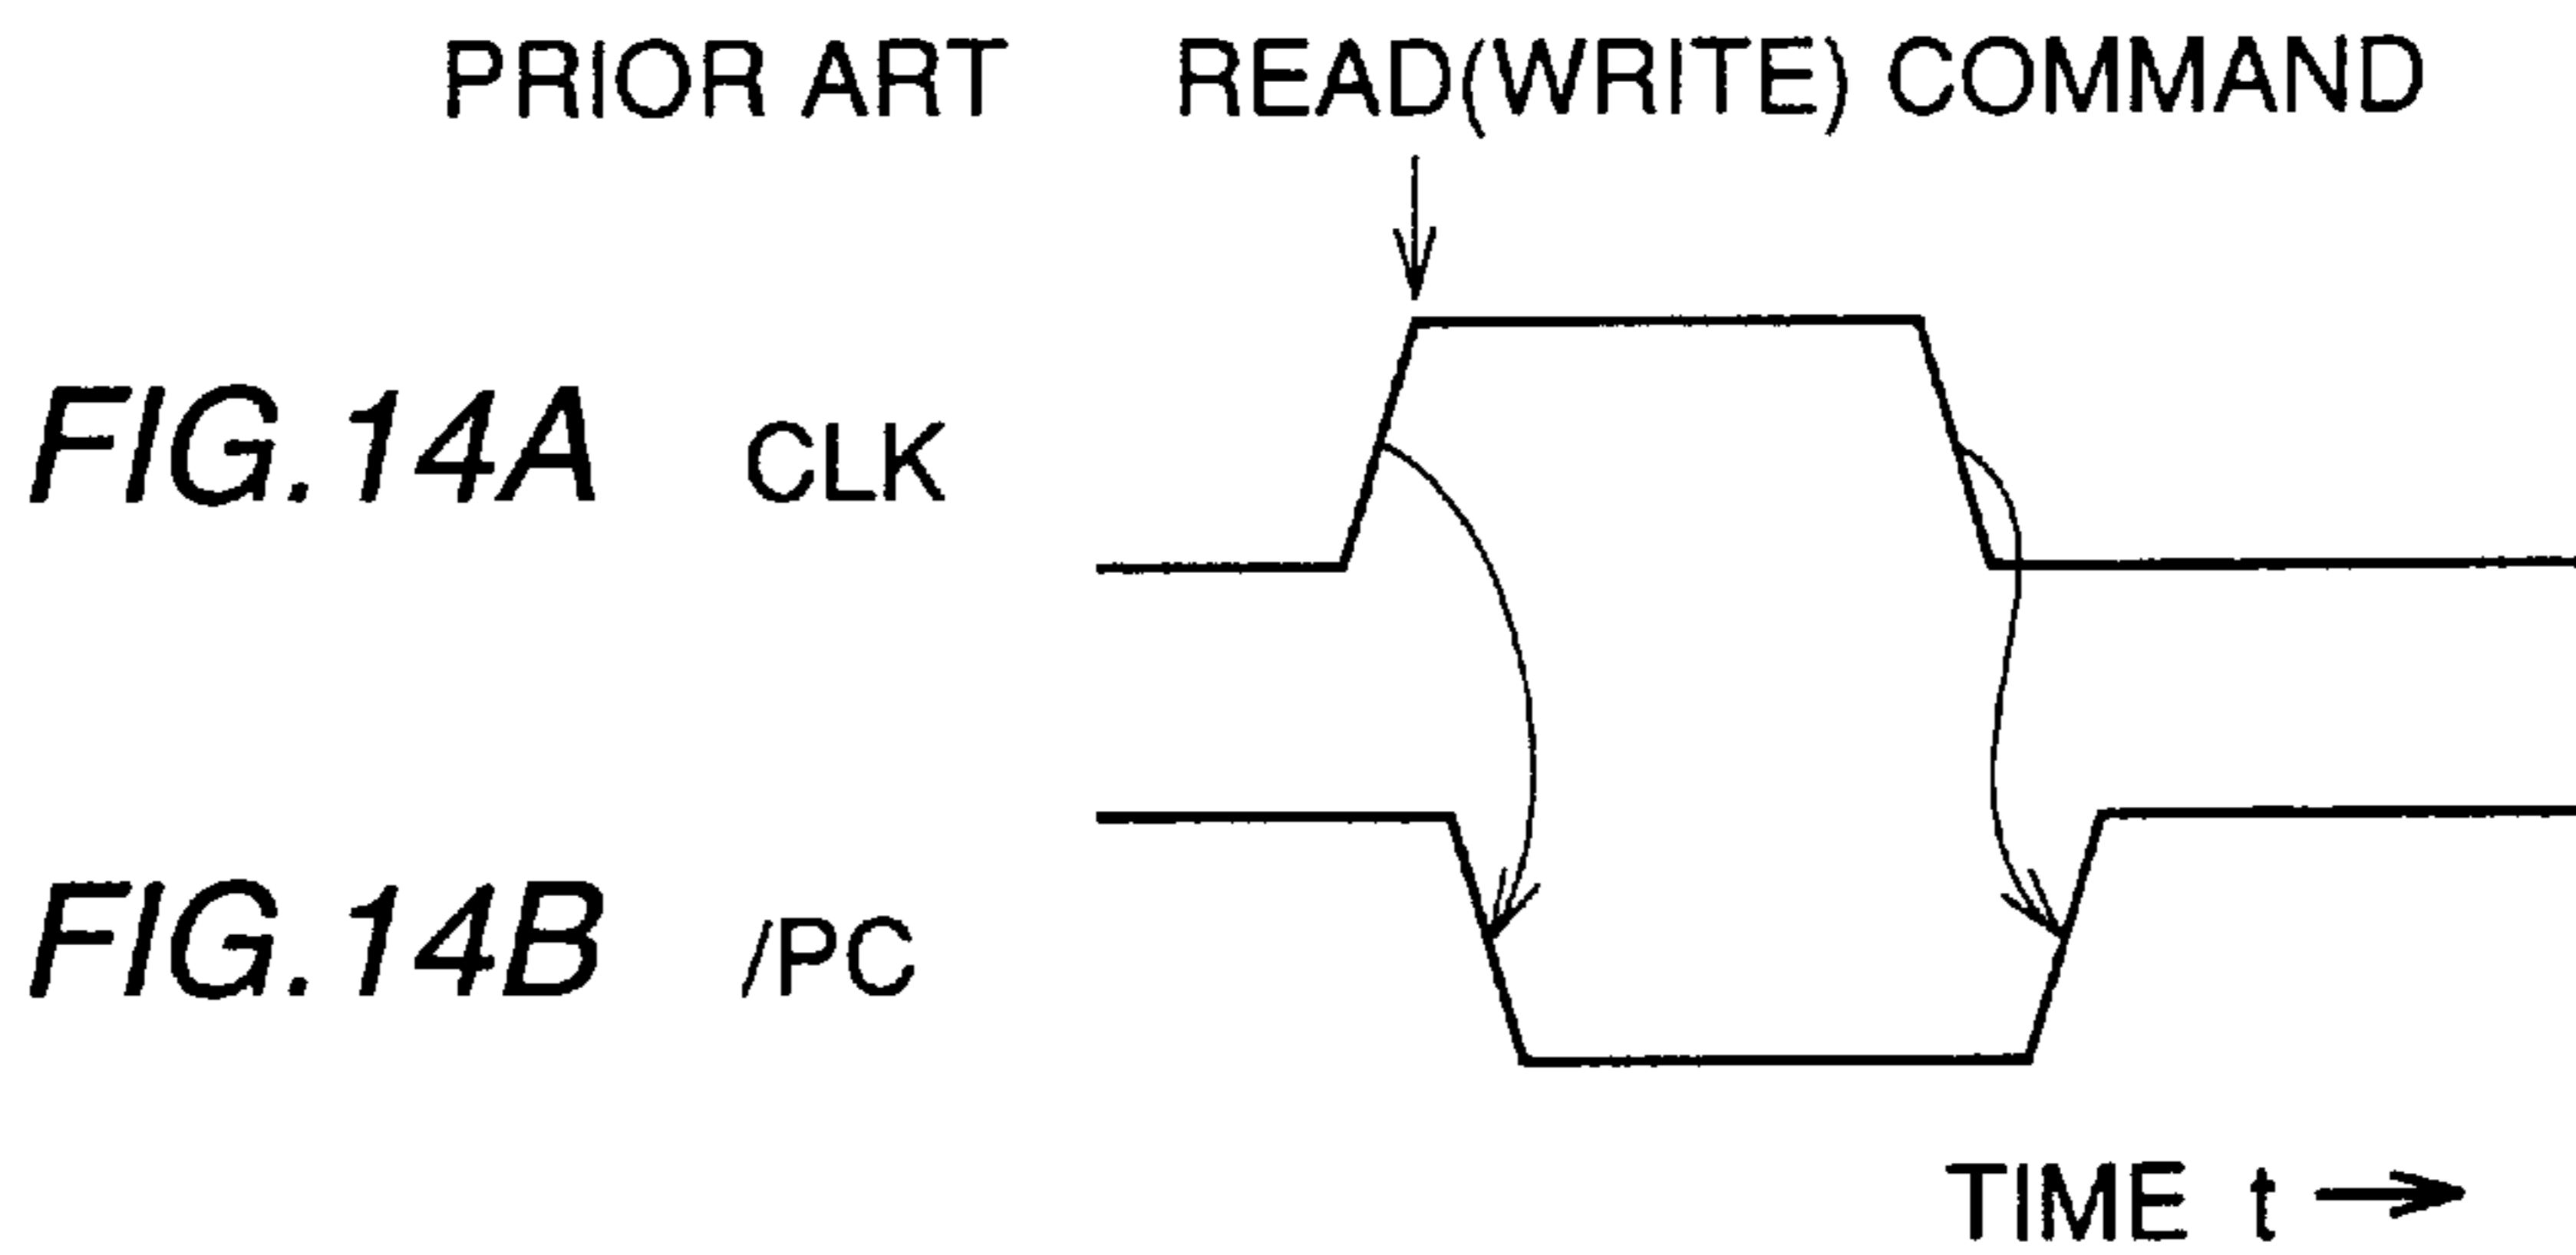 PRIOR ART READ(WRITE) COMMAND
FIG.14A CLK
FIG.14B /PC
TIME t